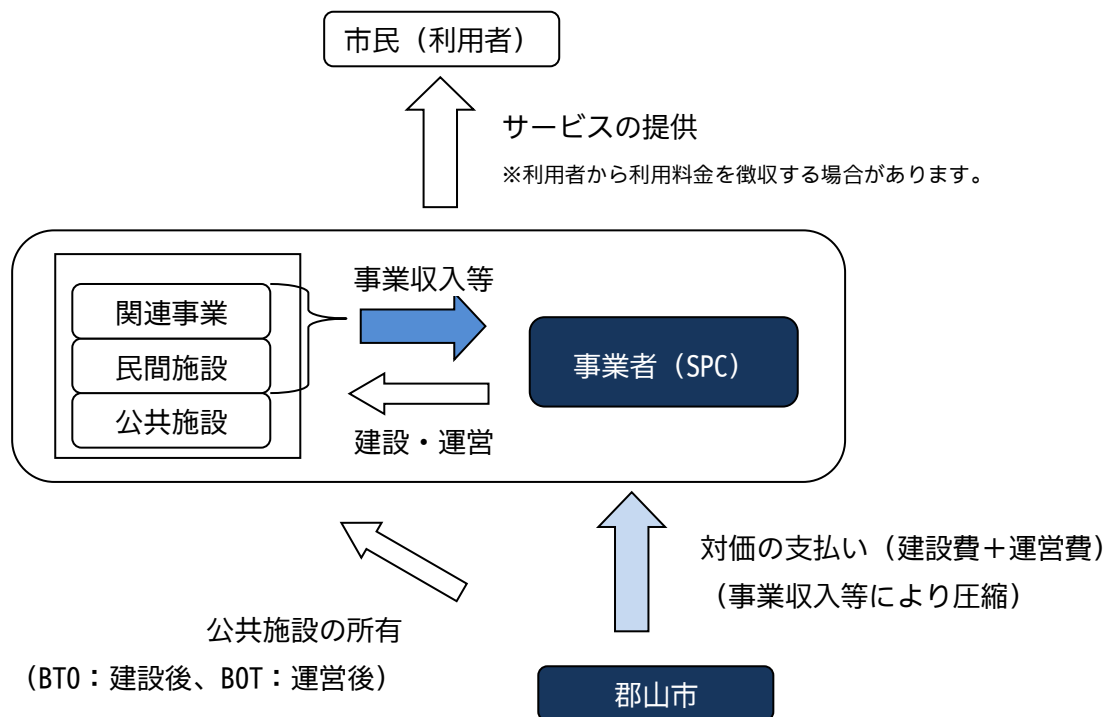 市民（利用者）
サービスの提供
※利用者から利用料金を徴収する場合があります。
事業収入等
関連事業
民間施設
公共施設
事業者（SPC）
建設・運営
対価の支払い（建設費＋運営費）
（事業収入等により圧縮）
公共施設の所有
（BTO：建設後、BOT：運営後）
郡山市